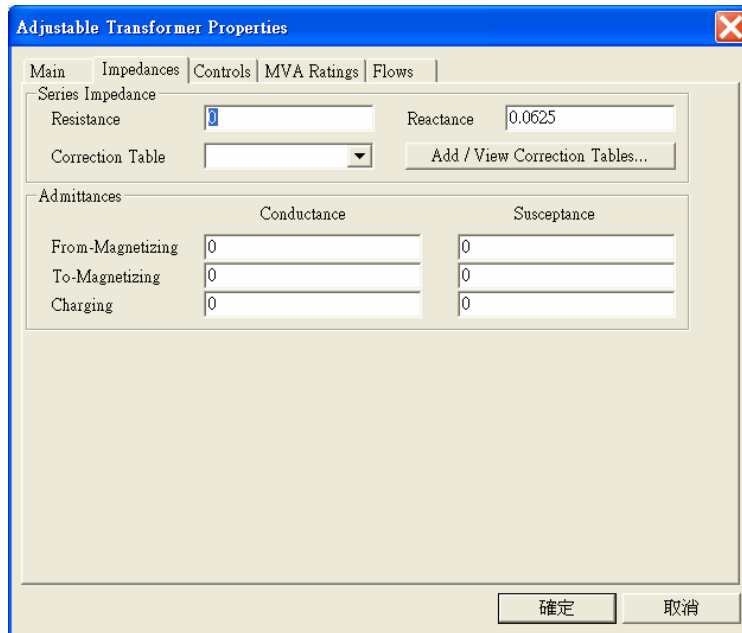 Adjustable Transformer Properties
Main Impedances Controls MVA Ratings Flows
Series Impedance
Resistance 0 Reactance 0.0625
Correction Table Add / View Correction Tables...
Admittances
Conductance Susceptance
From-Magnetizing 0 0
To-Magnetizing 0 0
Charging 0 0
確定 取消